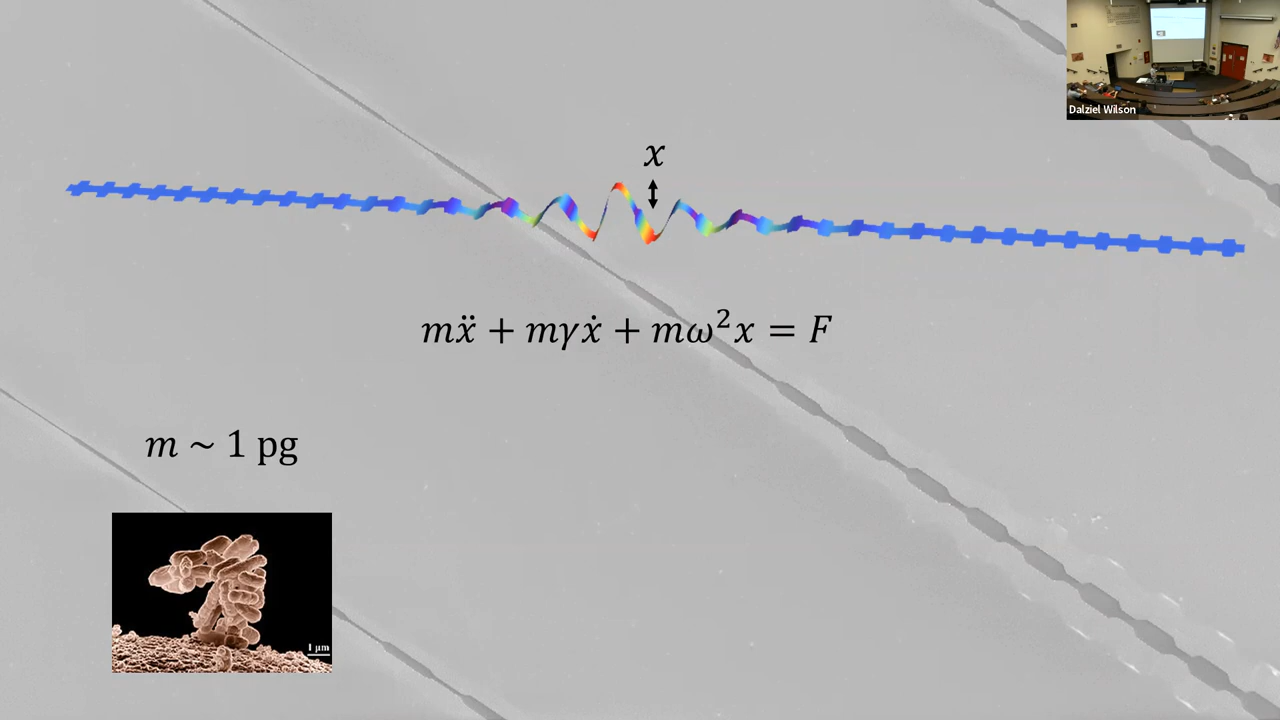 Dalziel Wilson
x
mẍ + mγẋ + mω²x = F
m ~ 1 pg
1 μm